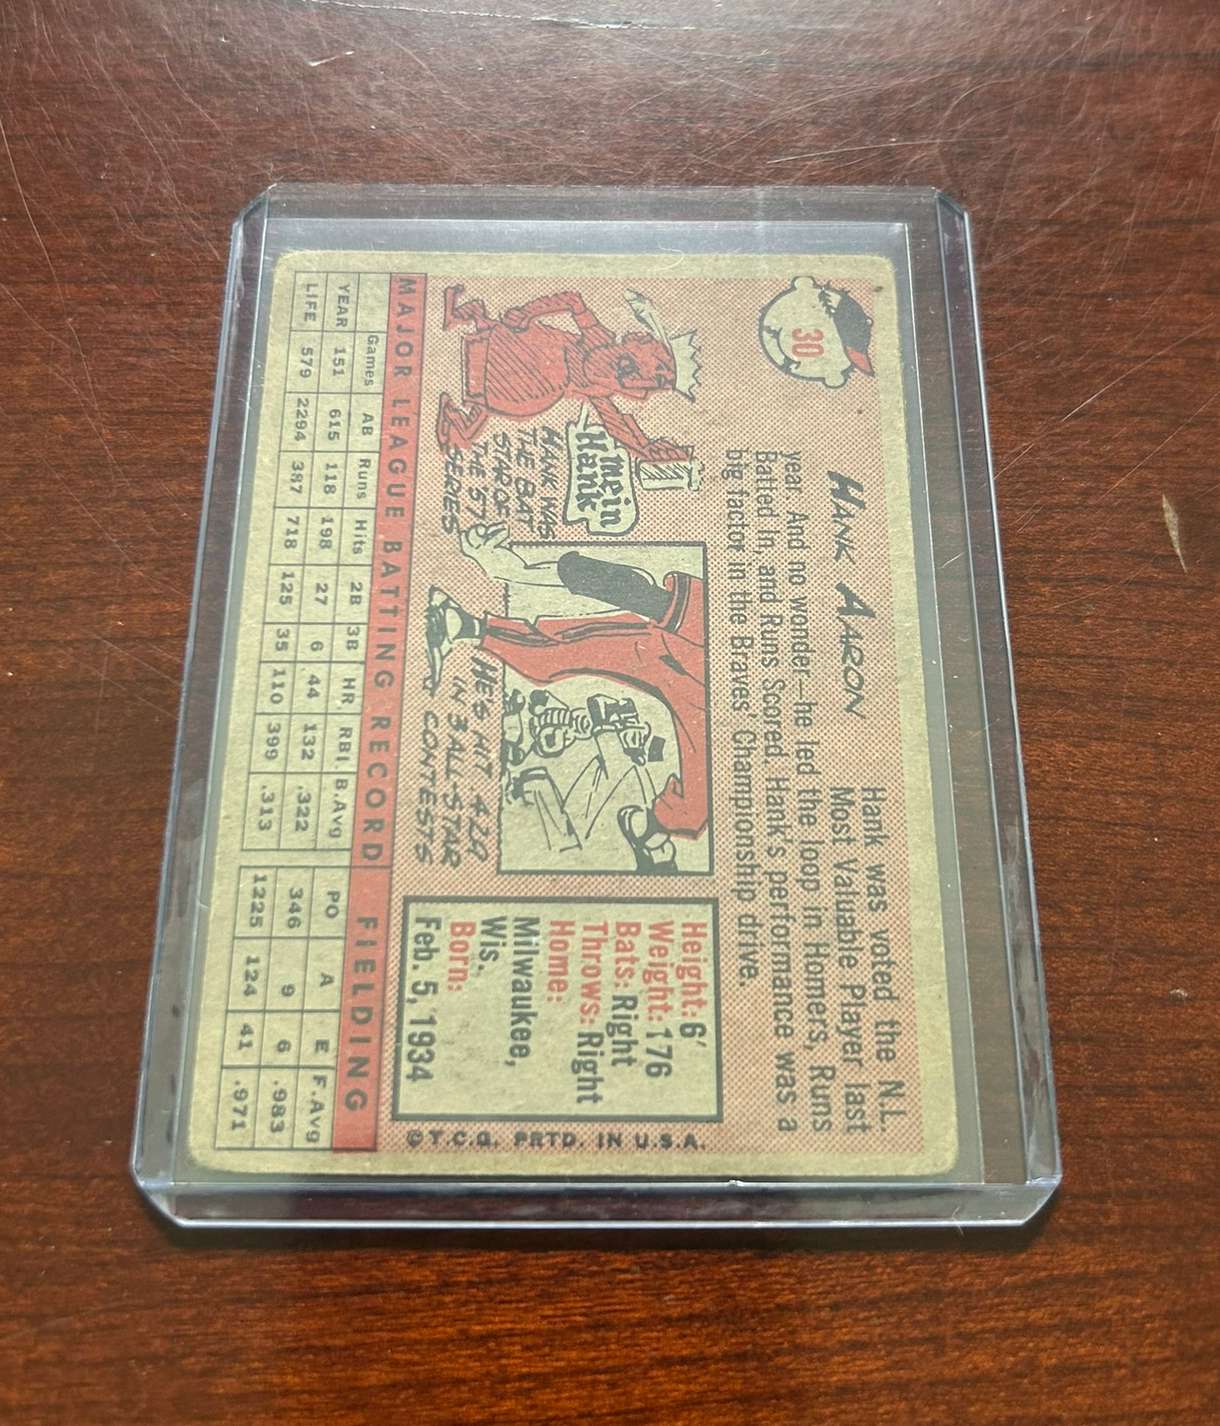 30
HANK AARON
Hank was voted the N.L.
Most Valuable Player last
year. And no wonder—he led the loop in Homers, Runs
Batted In, and Runs Scored. Hank's performance was a
big factor in the Braves' Championship drive.
mein
Hank
HANK WAS
THE BAT
STAR OF
THE '57
SERIES
HE'S HIT .420
IN 3 ALL-STAR
CONTESTS
Height: 6'
Weight: 176
Bats: Right
Throws: Right
Home:
Milwaukee,
Wis.
Born:
Feb. 5, 1934
©T.C.G. PRTD. IN U.S.A.
MAJOR LEAGUE BATTING RECORD FIELDING
Games AB Runs Hits 2B 3B HR RBI. B.Avg PO A E F.Avg
YEAR 151 615 118 198 27 6 44 132 .322 346 9 6 .983
LIFE 579 2294 387 718 125 35 110 399 .313 1225 124 41 .971